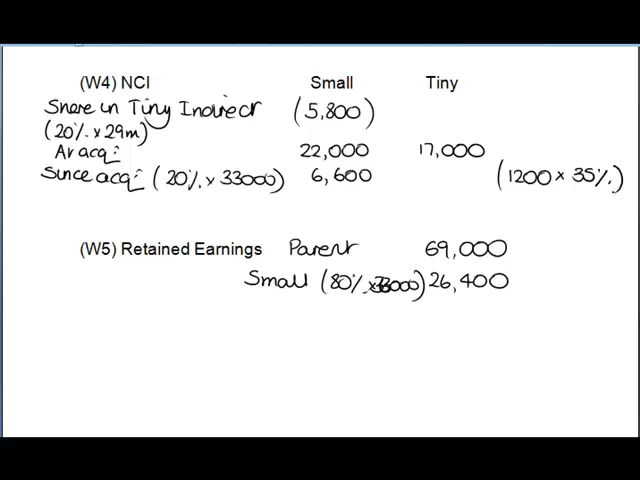 (W4) NCI Small Tiny
Share in Tiny Indirect (5,800)
(20% x 29m)
At acq: 22,000 17,000
Since acq: (20% x 33000) 6,600 (1200 x 35%)
(W5) Retained Earnings Parent 69,000
Small (80% x 33000) 26,400